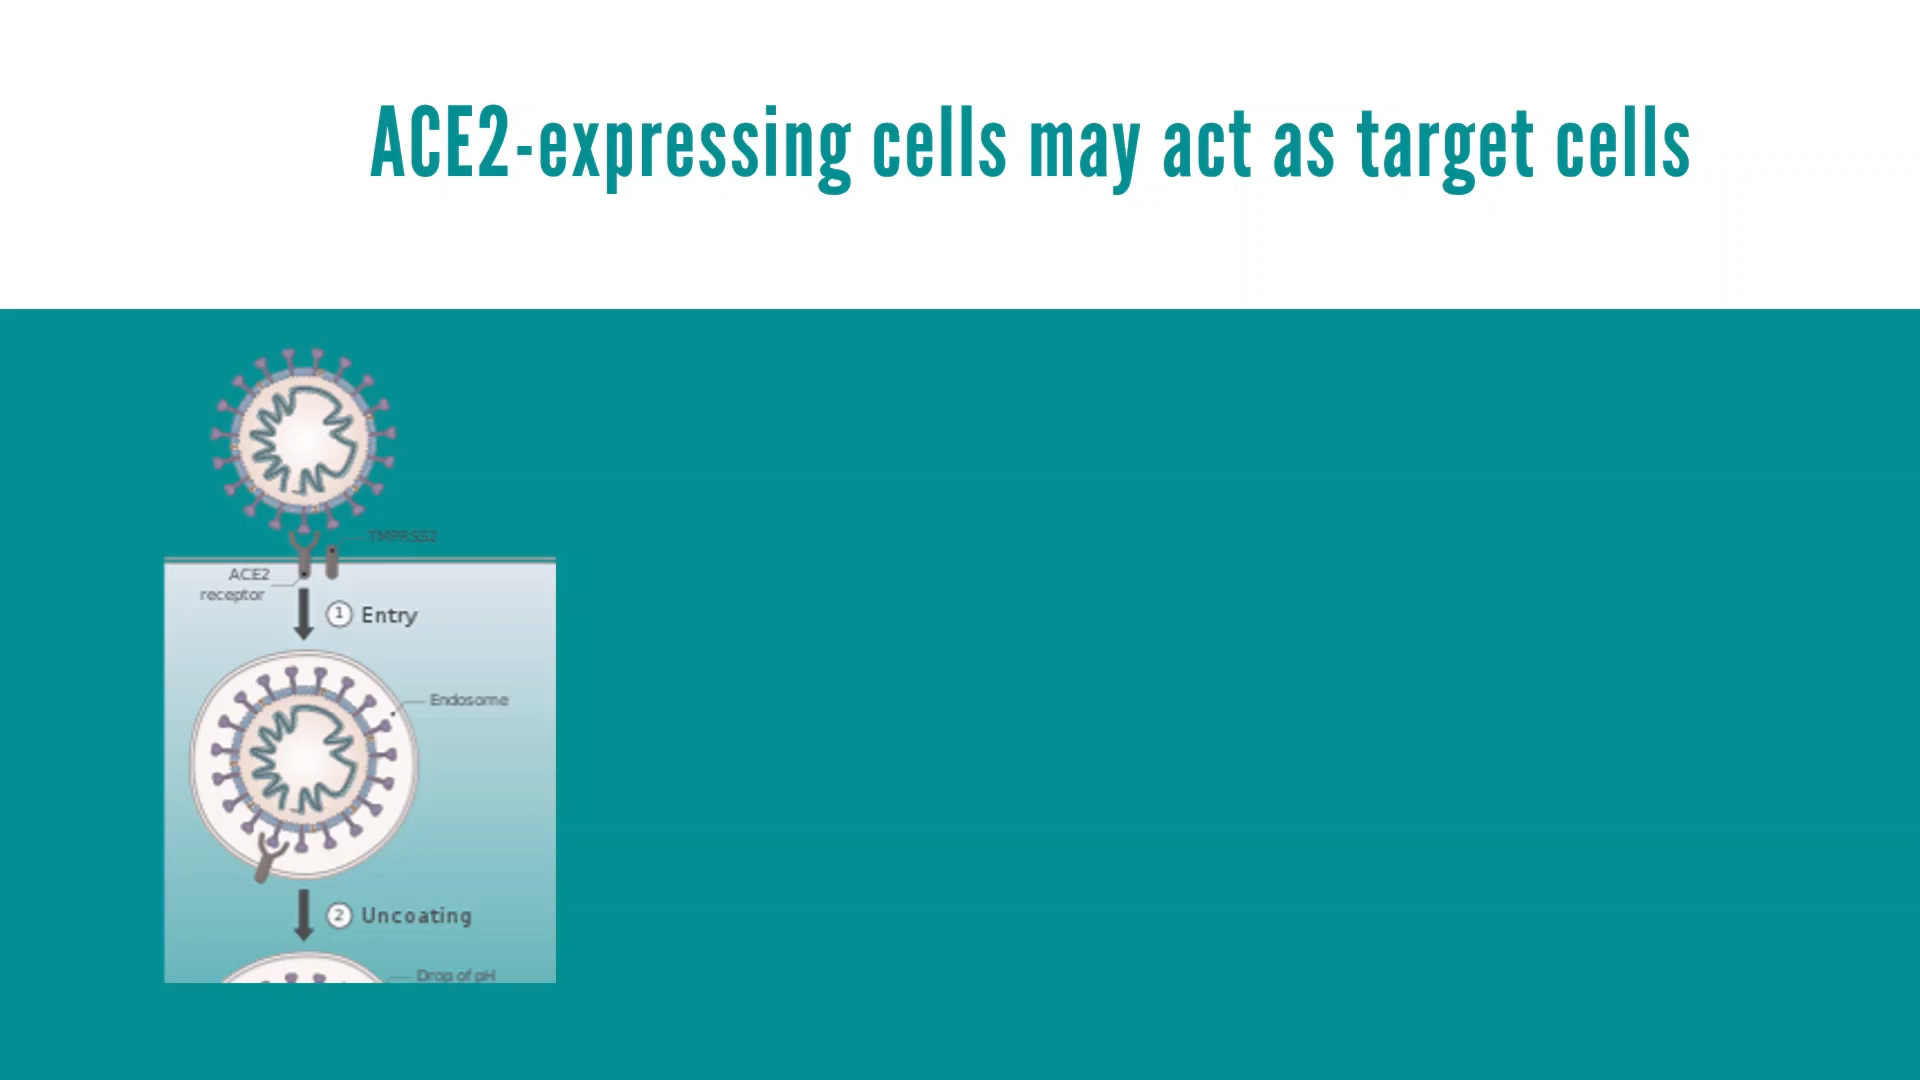 ACE2-expressing cells may act as target cells
TMPRSS2
ACE2
receptor
1 Entry
Endosome
2 Uncoating
Drop of pH